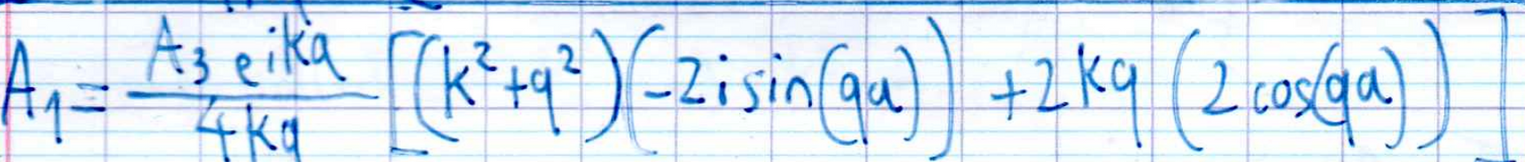 A₁ = A₃ e^{ika} / 4kq [(k² + q²)(-2i sin(qa)) + 2kq (2 cos(qa))]